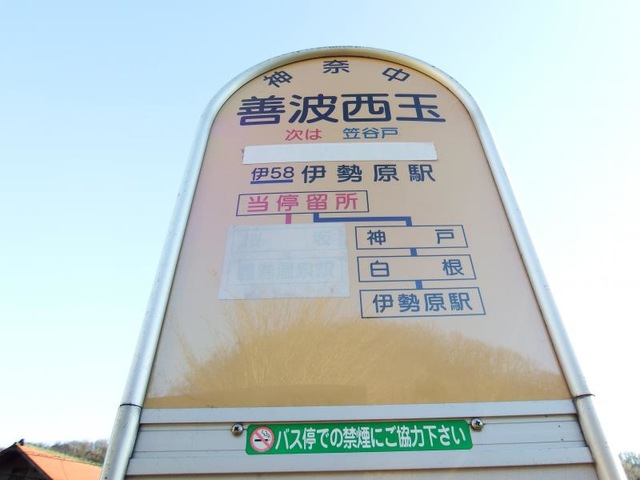 神奈中
善波西玉
次は 笠谷戸
伊58 伊勢原駅
当停留所
神戸
白根
伊勢原駅
バス停での禁煙にご協力下さい